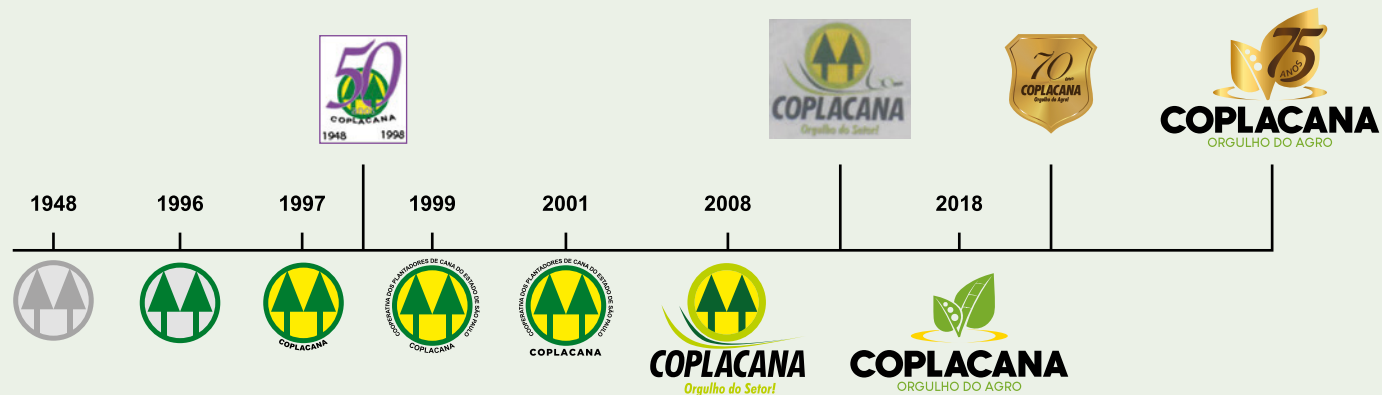 50
COPLACANA
1948 1998
COPLACANA
Orgulho do Setor!
70
anos
COPLACANA
Orgulho do Agro!
75
ANOS
COPLACANA
ORGULHO DO AGRO
1948 1996 1997 1999 2001 2008 2018
COPLACANA
COOPERATIVA DOS PLANTADORES DE CANA DO ESTADO DE SÃO PAULO
COPLACANA
COOPERATIVA DOS PLANTADORES DE CANA DO ESTADO DE SÃO PAULO
COPLACANA
COPLACANA
Orgulho do Setor!
COPLACANA
ORGULHO DO AGRO